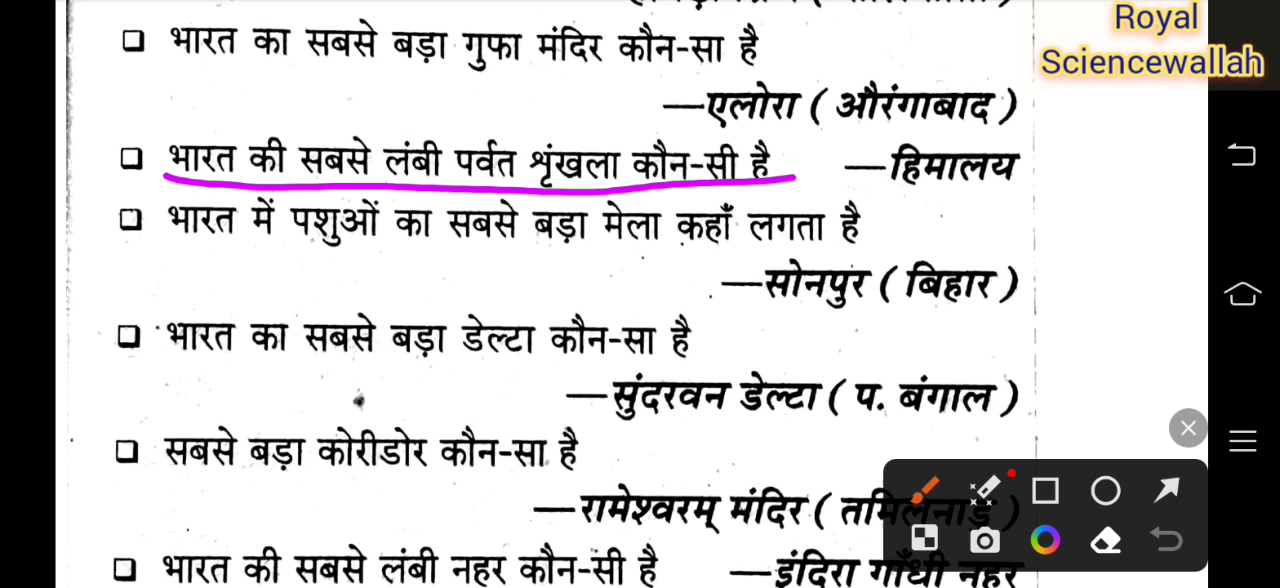 Royal
Sciencewallah
❑ भारत का सबसे बड़ा गुफा मंदिर कौन-सा है
—एलोरा ( औरंगाबाद )
❑ भारत की सबसे लंबी पर्वत शृंखला कौन-सी है —हिमालय
❑ भारत में पशुओं का सबसे बड़ा मेला कहाँ लगता है
—सोनपुर ( बिहार )
❑ भारत का सबसे बड़ा डेल्टा कौन-सा है
—सुंदरवन डेल्टा ( प. बंगाल )
❑ सबसे बड़ा कोरीडोर कौन-सा है
—रामेश्वरम् मंदिर ( तमिलनाडु )
❑ भारत की सबसे लंबी नहर कौन-सी है —इंदिरा गाँधी नहर